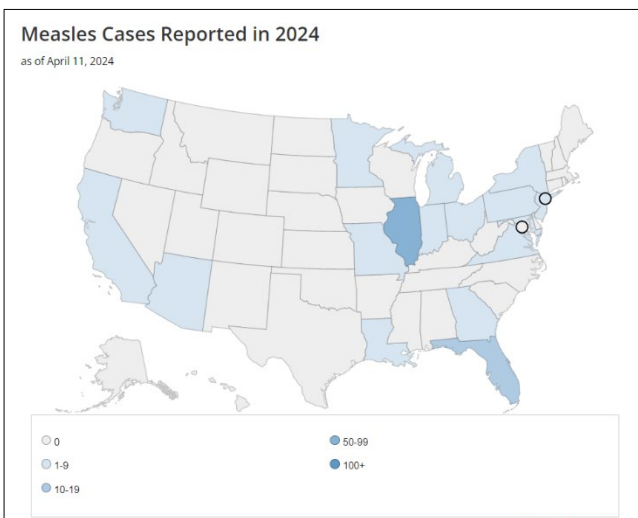 Measles Cases Reported in 2024
as of April 11, 2024
0
50-99
1-9
100+
10-19